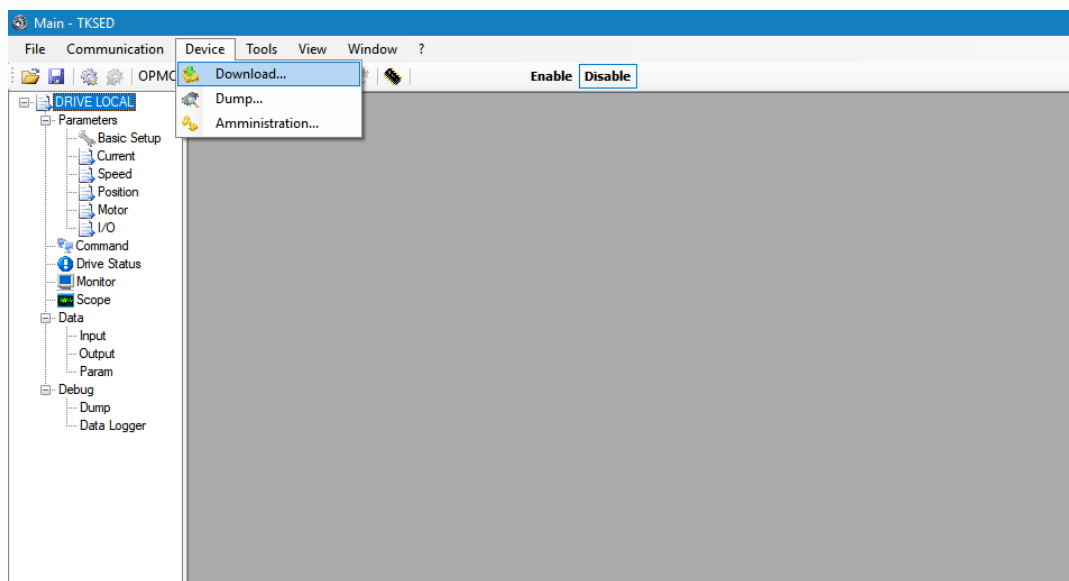 Main - TKSED
File Communication Device Tools View Window ?
OPMC Download... Enable Disable
DRIVE LOCAL Dump...
Parameters Amministration...
Basic Setup
Current
Speed
Position
Motor
I/O
Command
Drive Status
Monitor
Scope
Data
Input
Output
Param
Debug
Dump
Data Logger